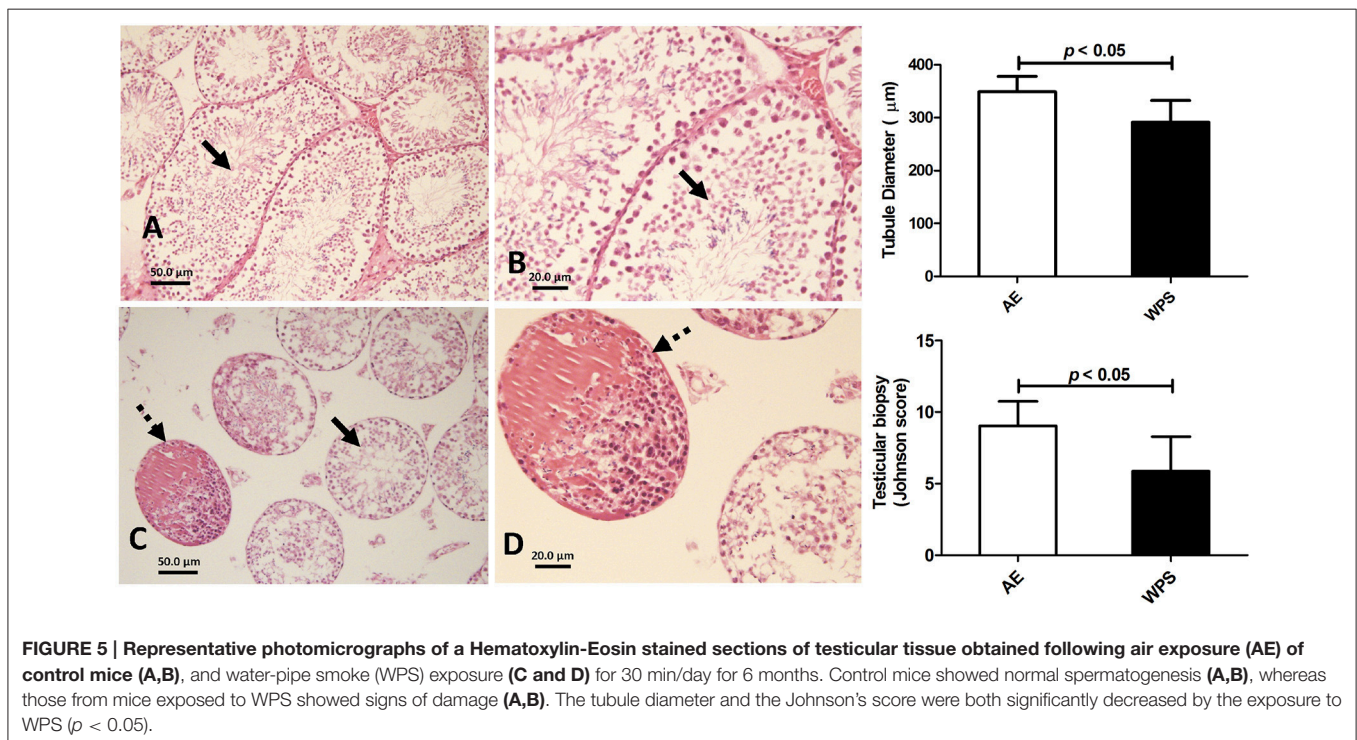 A
50.0 µm
B
20.0 µm
C
50.0 µm
D
20.0 µm
p < 0.05
400
300
200
100
0
Tubule Diameter ( µm)
AE
WPS
p < 0.05
15
10
5
0
Testicular biopsy
(Johnson score)
AE
WPS
FIGURE 5 | Representative photomicrographs of a Hematoxylin-Eosin stained sections of testicular tissue obtained following air exposure (AE) of
control mice (A,B), and water-pipe smoke (WPS) exposure (C and D) for 30 min/day for 6 months. Control mice showed normal spermatogenesis (A,B), whereas
those from mice exposed to WPS showed signs of damage (A,B). The tubule diameter and the Johnson's score were both significantly decreased by the exposure to
WPS (p < 0.05).